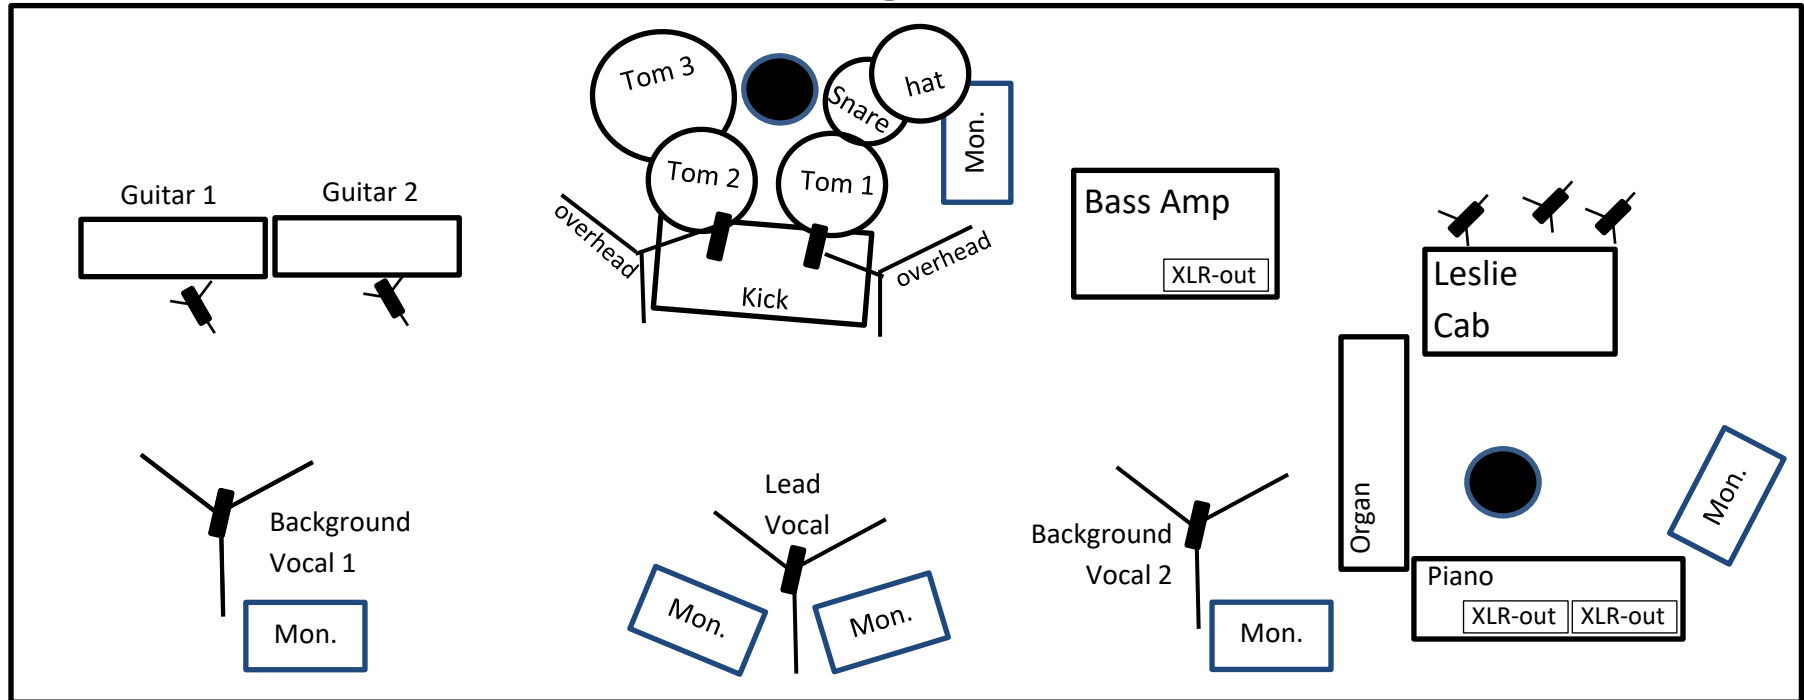 Tom 3
hat
Snare
Mon.
Tom 2
Tom 1
Guitar 1
Guitar 2
Bass Amp
XLR-out
overhead
overhead
Kick
Leslie
Cab
Lead
Vocal
Background
Vocal 1
Background
Vocal 2
Organ
Mon.
Piano
XLR-out
XLR-out
Mon.
Mon.
Mon.
Mon.